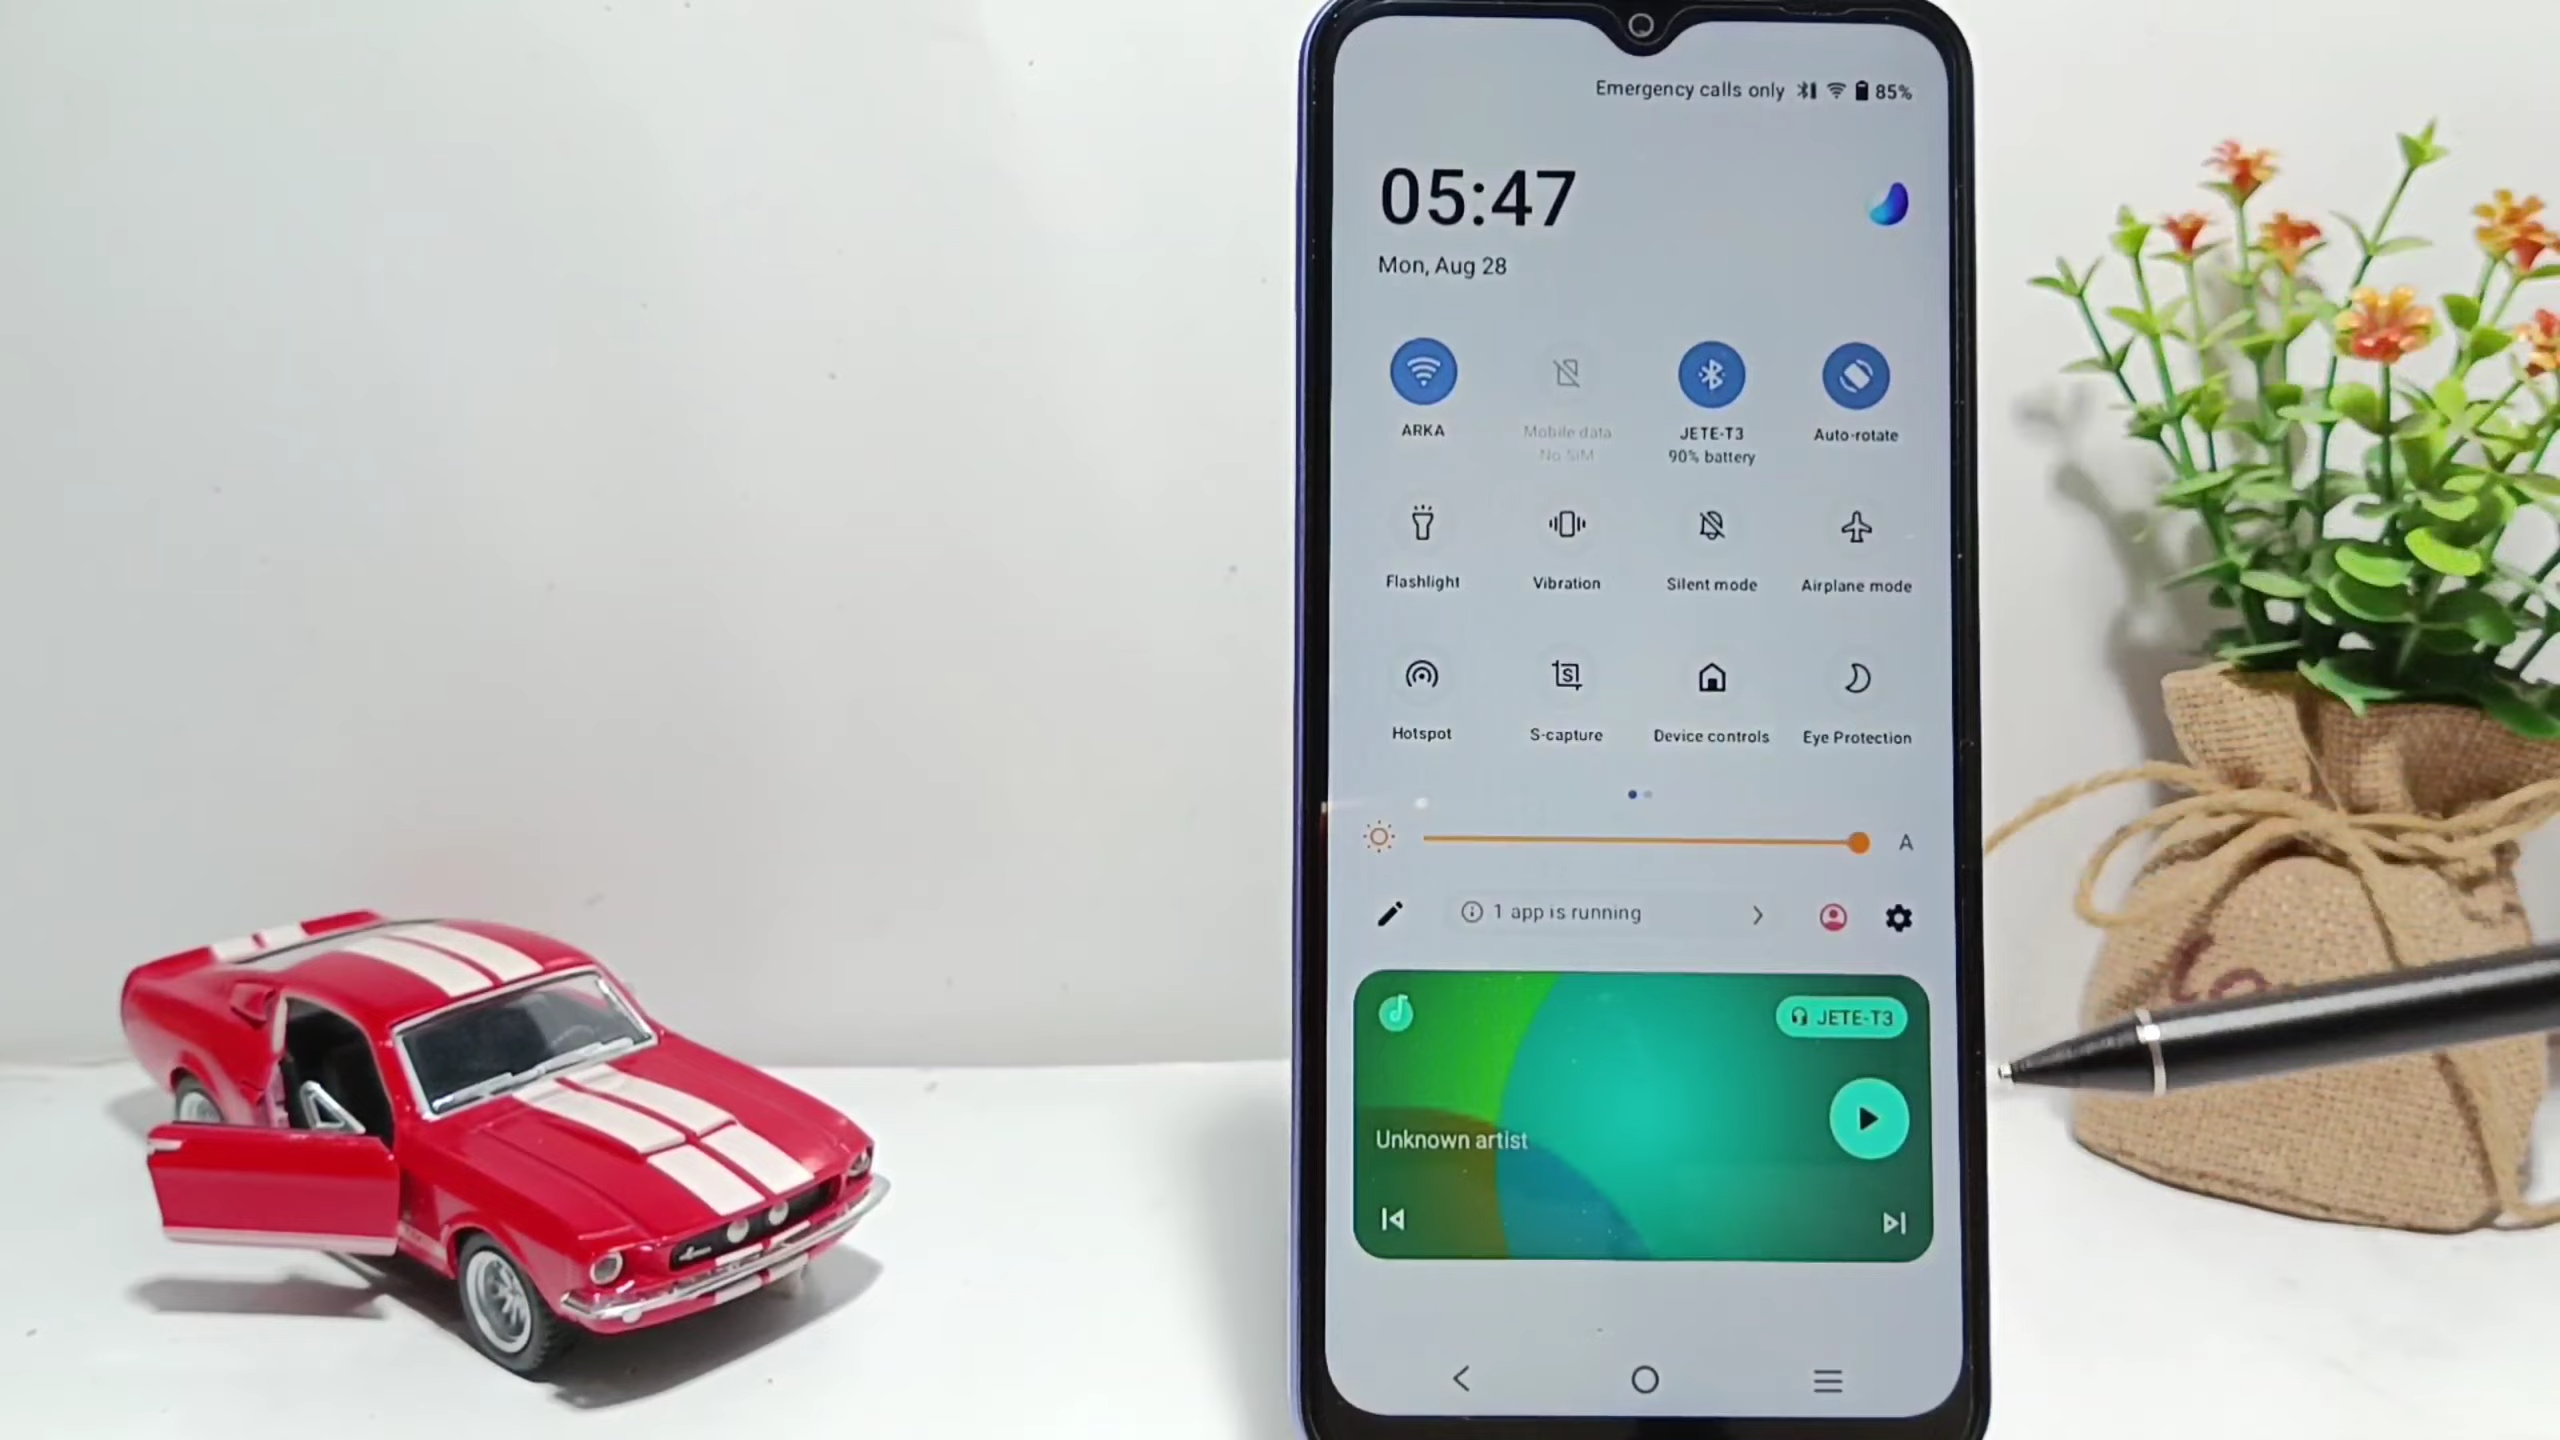 Emergency calls only 85%
05:47
Mon, Aug 28
ARKA
Mobile data
No SIM
JETE-T3
90% battery
Auto-rotate
Flashlight
Vibration
Silent mode
Airplane mode
Hotspot
S-capture
Device controls
Eye Protection
A
1 app is running
JETE-T3
Unknown artist